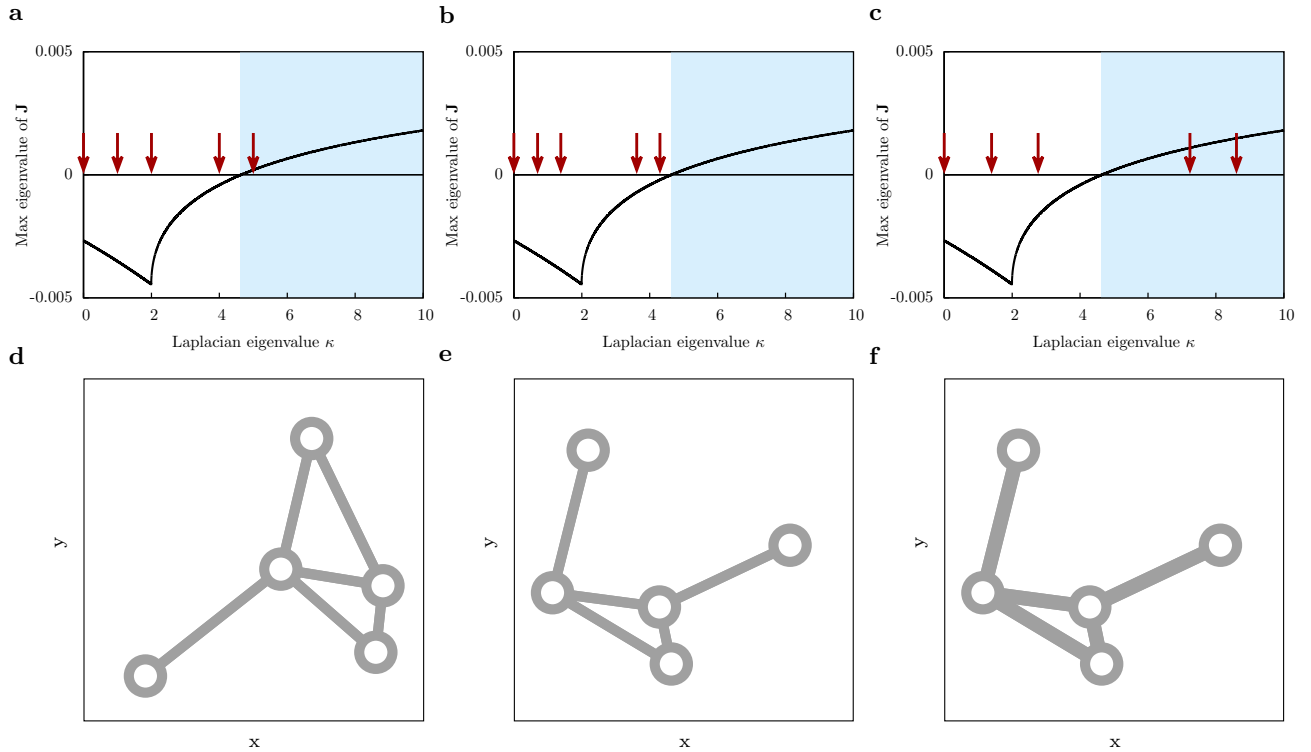 a
b
c
0.005
0
-0.005
Max eigenvalue of J
0 2 4 6 8 10
Laplacian eigenvalue κ
0.005
0
-0.005
Max eigenvalue of J
0 2 4 6 8 10
Laplacian eigenvalue κ
0.005
0
-0.005
Max eigenvalue of J
0 2 4 6 8 10
Laplacian eigenvalue κ
d
e
f
y
x
y
x
y
x